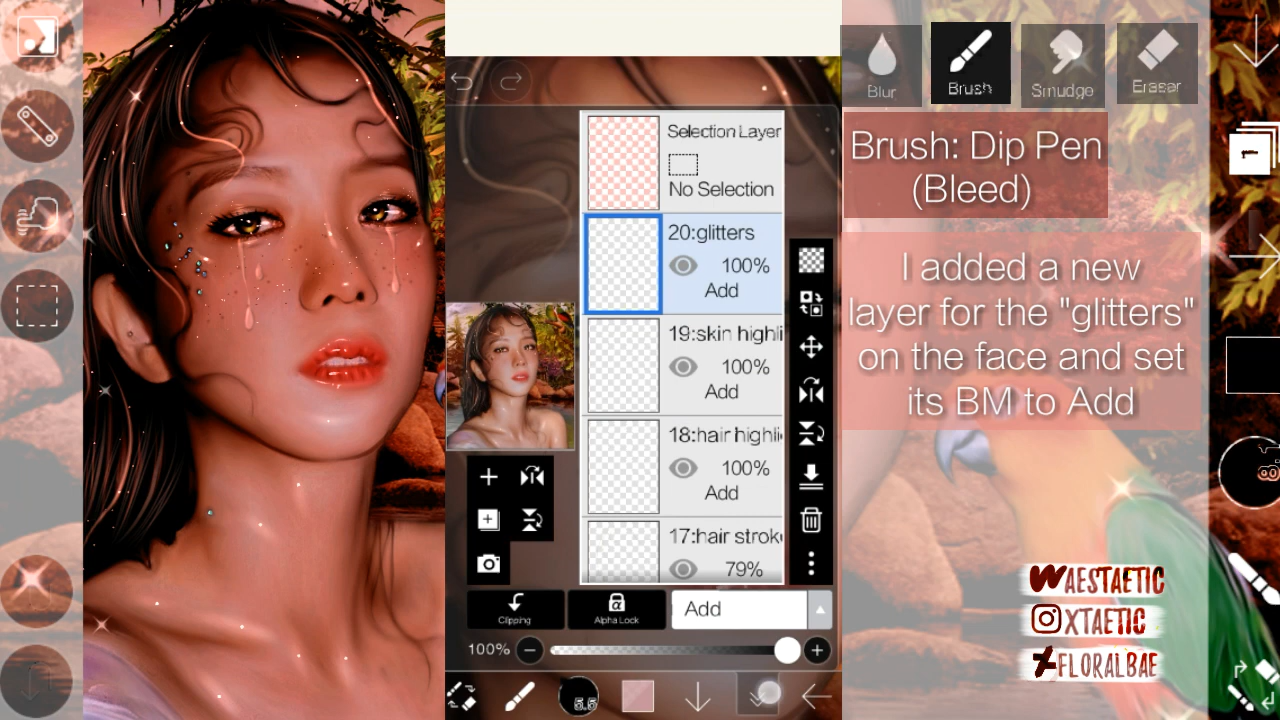 Blur
Brush
Smudge
Eraser
Brush: Dip Pen
(Bleed)
I added a new
layer for the "glitters"
on the face and set
its BM to Add
Selection Layer
No Selection
20:glitters
100%
Add
19:skin highli
100%
Add
18:hair highli
100%
Add
17:hair strok
79%
Clipping
Alpha Lock
Add
100%
5.5
WAESTAETIC
XTAETIC
FLORALBAE